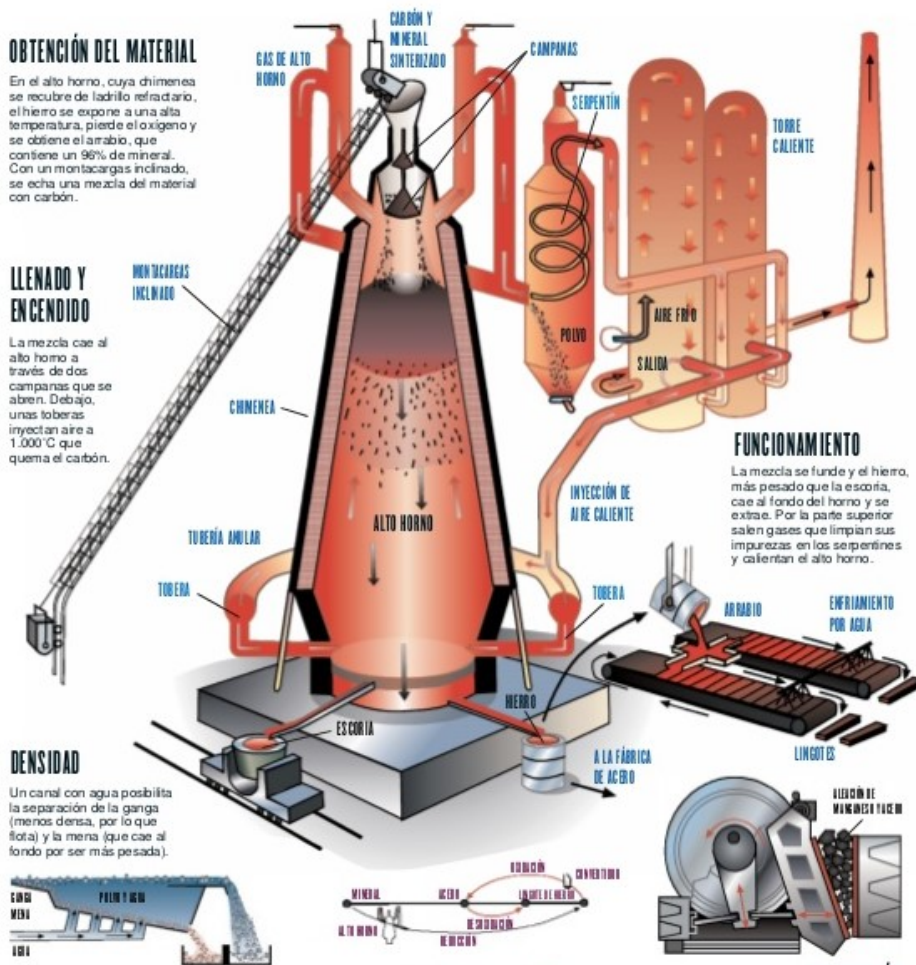 OBTENCIÓN DEL MATERIAL
En el alto horno, cuya chimenea
se recubre de ladrillo refractario,
el hierro se expone a una alta
temperatura, pierde el oxígeno y
se obtiene el arrabio, que
contiene un 96% de mineral.
Con un montacargas inclinado,
se echa una mezcla del material
con carbón.
GAS DE ALTO
HORNO
CARBÓN Y
MINERAL
SINTERIZADO
CAMPANAS
SERPENTÍN
TORRE
CALIENTE
LLENADO Y
ENCENDIDO
La mezcla cae al
alto horno a
través de dos
campanas que se
abren. Debajo,
unas toberas
inyectan aire a
1.000°C que
quema el carbón.
MONTACARGAS
INCLINADO
CHIMENEA
POLVO
AIRE FRÍO
SALIDA
FUNCIONAMIENTO
La mezcla se funde y el hierro,
más pesado que la escoria,
cae al fondo del horno y se
extrae. Por la parte superior
salen gases que limpian sus
impurezas en los serpentines
y calientan el alto horno.
INYECCIÓN DE
AIRE CALIENTE
ALTO HORNO
TUBERÍA ANULAR
TOBERA
TOBERA
ARRABIO
ENFRIAMIENTO
POR AGUA
HIERRO
ESCORIA
A LA FÁBRICA
DE ACERO
LINGOTES
DENSIDAD
Un canal con agua posibilita
la separación de la ganga
(menos densa, por lo que
flota) y la mena (que cae al
fondo por ser más pesada).
GANGA
MENA
POLVO Y AGUA
AGUA
MINERAL
ACERO
OXIDACIÓN
CONVERTIDOR
LINGOTE DE HIERRO
ALTO HORNO
REDUCCIÓN
ALEACIÓN DE
MANGANESO Y ACERO